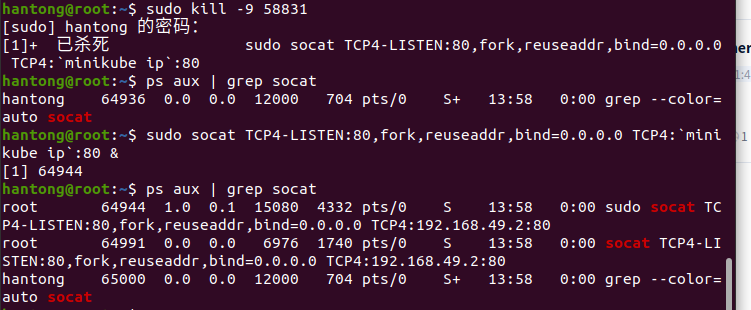 hantong@root:~$ sudo kill -9 58831
[sudo] hantong 的密码：
[1]+  已杀死               sudo socat TCP4-LISTEN:80,fork,reuseaddr,bind=0.0.0.0
 TCP4:`minikube ip`:80
hantong@root:~$ ps aux | grep socat
hantong    64936  0.0  0.0  12000   704 pts/0    S+   13:58   0:00 grep --color=
auto socat
hantong@root:~$ sudo socat TCP4-LISTEN:80,fork,reuseaddr,bind=0.0.0.0 TCP4:`mini
kube ip`:80 &
[1] 64944
hantong@root:~$ ps aux | grep socat
root       64944  1.0  0.1  15080  4332 pts/0    S    13:58   0:00 sudo socat TC
P4-LISTEN:80,fork,reuseaddr,bind=0.0.0.0 TCP4:192.168.49.2:80
root       64991  0.0  0.0   6976  1740 pts/0    S    13:58   0:00 socat TCP4-LI
STEN:80,fork,reuseaddr,bind=0.0.0.0 TCP4:192.168.49.2:80
hantong    65000  0.0  0.0  12000   704 pts/0    S+   13:58   0:00 grep --color=
auto socat